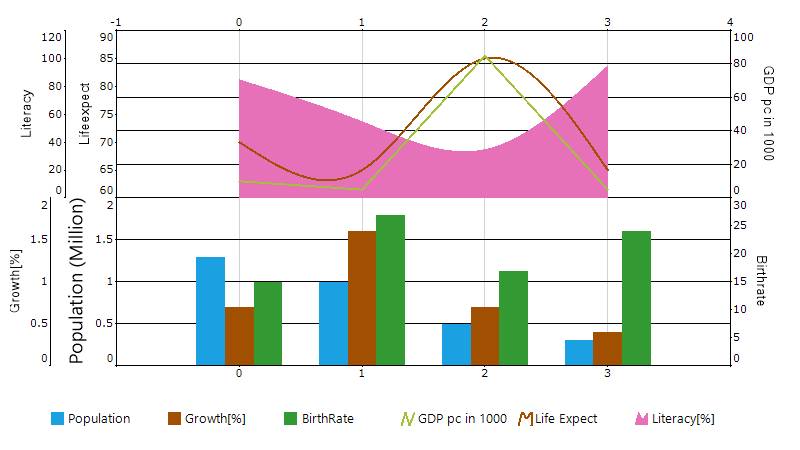 -1 0 1 2 3 4
120 90 100
100 85 80
80 80 60
60 75
40 70 40
20 65 20
0 60 0
Literacy
Lifeexpect
GDP pc in 1000
2 2 30
25
1.5 1.5 20
1 1 15
10
0.5 0.5 5
0 0 0
Growth[%]
Population (Million)
Birthrate
0 1 2 3
Population Growth[%] BirthRate GDP pc in 1000 Life Expect Literacy[%]